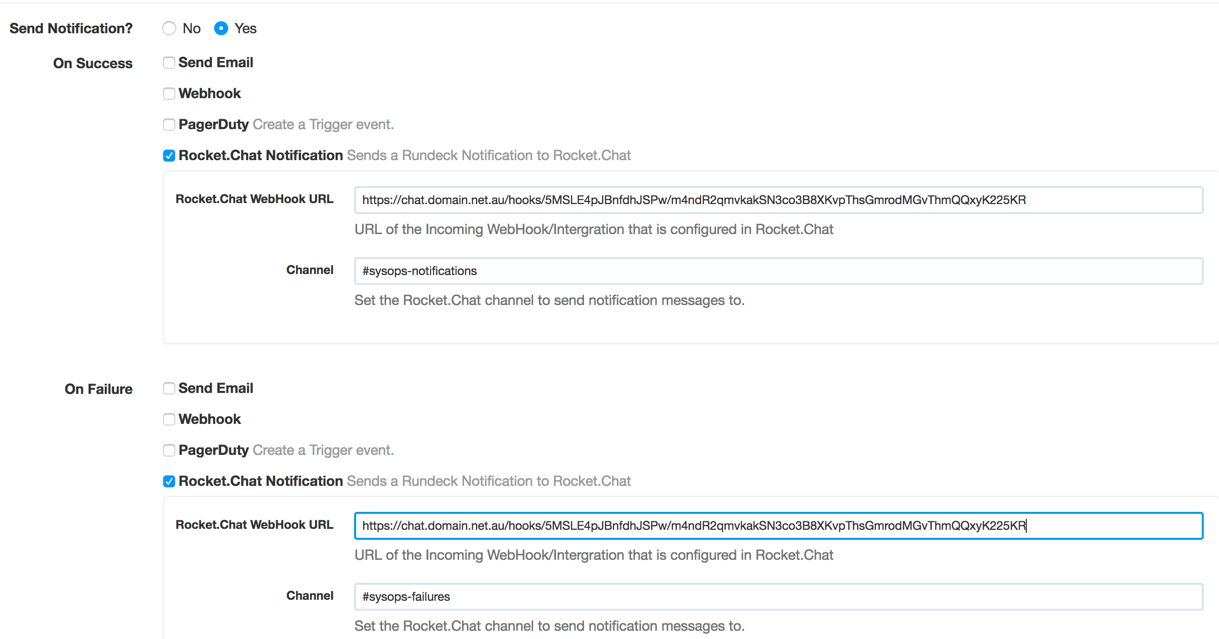 Send Notification? No Yes
On Success Send Email
Webhook
PagerDuty Create a Trigger event.
Rocket.Chat Notification Sends a Rundeck Notification to Rocket.Chat
Rocket.Chat WebHook URL https://chat.domain.net.au/hooks/5MSLE4pJBnfdhJSPw/m4ndR2qmvkakSN3co3B8XKvpThsGmrodMGvThmQQxyK225KR
URL of the Incoming WebHook/Intergration that is configured in Rocket.Chat
Channel #sysops-notifications
Set the Rocket.Chat channel to send notification messages to.
On Failure Send Email
Webhook
PagerDuty Create a Trigger event.
Rocket.Chat Notification Sends a Rundeck Notification to Rocket.Chat
Rocket.Chat WebHook URL https://chat.domain.net.au/hooks/5MSLE4pJBnfdhJSPw/m4ndR2qmvkakSN3co3B8XKvpThsGmrodMGvThmQQxyK225KR
URL of the Incoming WebHook/Intergration that is configured in Rocket.Chat
Channel #sysops-failures
Set the Rocket.Chat channel to send notification messages to.